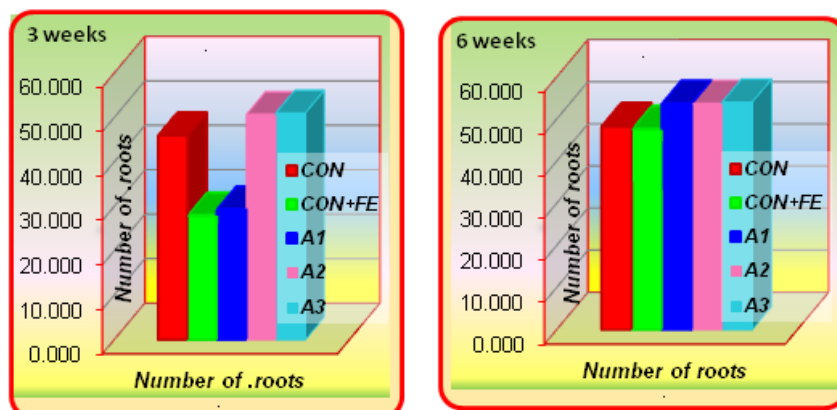 3 weeks
60.000
50.000
40.000
30.000
20.000
10.000
0.000
Number of .roots
CON
CON+FE
A1
A2
A3
Number of .roots
6 weeks
60.000
50.000
40.000
30.000
20.000
10.000
0.000
Number of roots
CON
CON+FE
A1
A2
A3
Number of roots